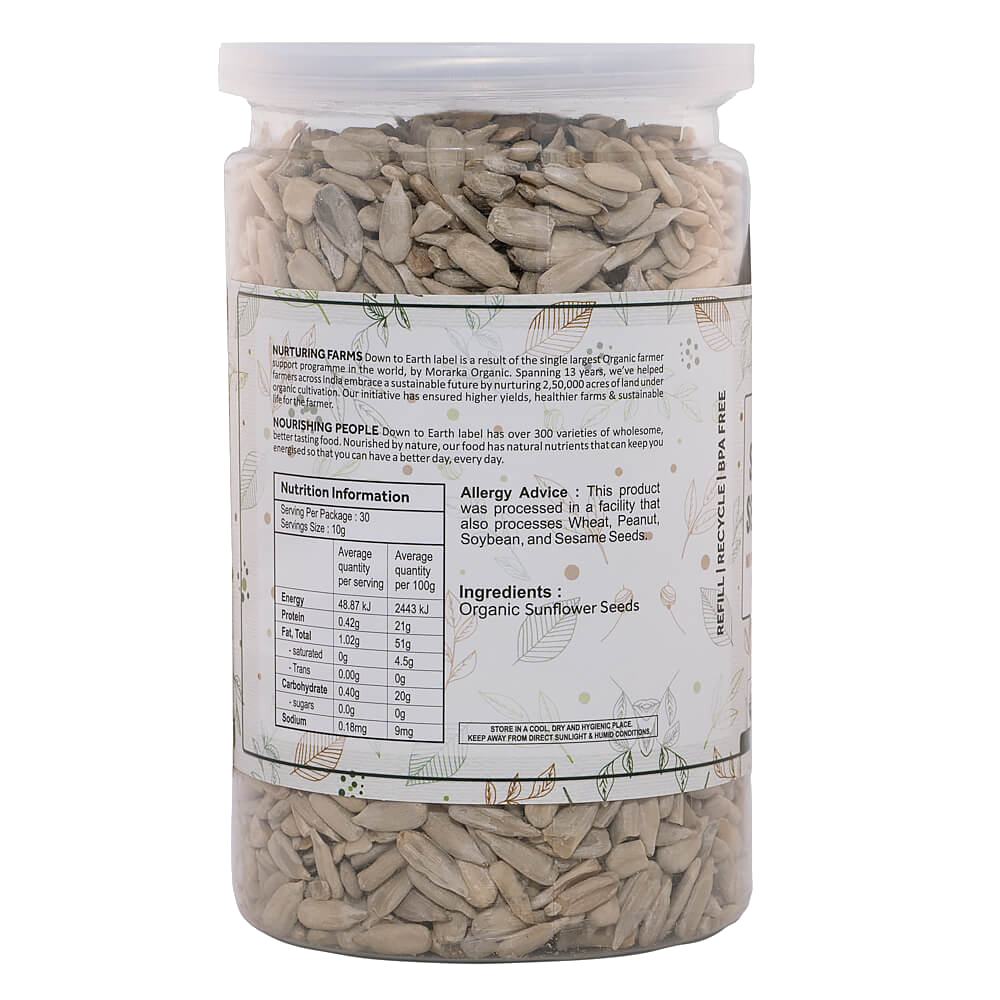 NURTURING FARMS Down to Earth label is a result of the single largest Organic farmer
support programme in the world, by Morarka Organic. Spanning 13 years, we've helped
farmers across India embrace a sustainable future by nurturing 2,50,000 acres of land under
organic cultivation. Our initiative has ensured higher yields, healthier farms & sustainable
life for the farmer.
NOURISHING PEOPLE Down to Earth label has over 300 varieties of wholesome,
better tasting food. Nourished by nature, our food has natural nutrients that can keep you
energised so that you can have a better day, every day.
Nutrition Information
Serving Per Package : 30
Servings Size : 10g
Average quantity per serving Average quantity per 100g
Energy 48.87 kJ 2443 kJ
Protein 0.42g 21g
Fat, Total 1.02g 51g
- saturated 0g 4.5g
- Trans 0.00g 0g
Carbohydrate 0.40g 20g
- sugars 0.0g 0g
Sodium 0.18mg 9mg
Allergy Advice : This product
was processed in a facility that
also processes Wheat, Peanut,
Soybean, and Sesame Seeds.
Ingredients :
Organic Sunflower Seeds
STORE IN A COOL, DRY AND HYGIENIC PLACE.
KEEP AWAY FROM DIRECT SUNLIGHT & HUMID CONDITIONS.
REFILL | RECYCLE | BPA FREE